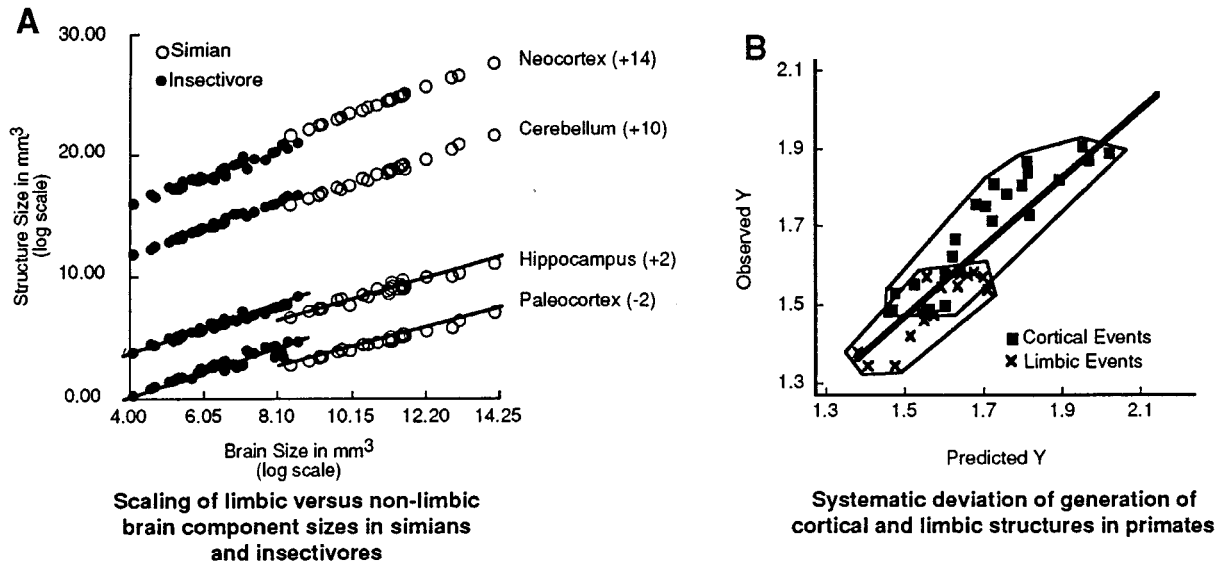 A
30.00
20.00
10.00
0.00
Structure Size in mm3
(log scale)
Simian
Insectivore
Neocortex (+14)
Cerebellum (+10)
Hippocampus (+2)
Paleocortex (-2)
4.00 6.05 8.10 10.15 12.20 14.25
Brain Size in mm3
(log scale)
Scaling of limbic versus non-limbic
brain component sizes in simians
and insectivores
B
2.1
1.9
1.7
1.5
1.3
Observed Y
Cortical Events
Limbic Events
1.3 1.5 1.7 1.9 2.1
Predicted Y
Systematic deviation of generation of
cortical and limbic structures in primates